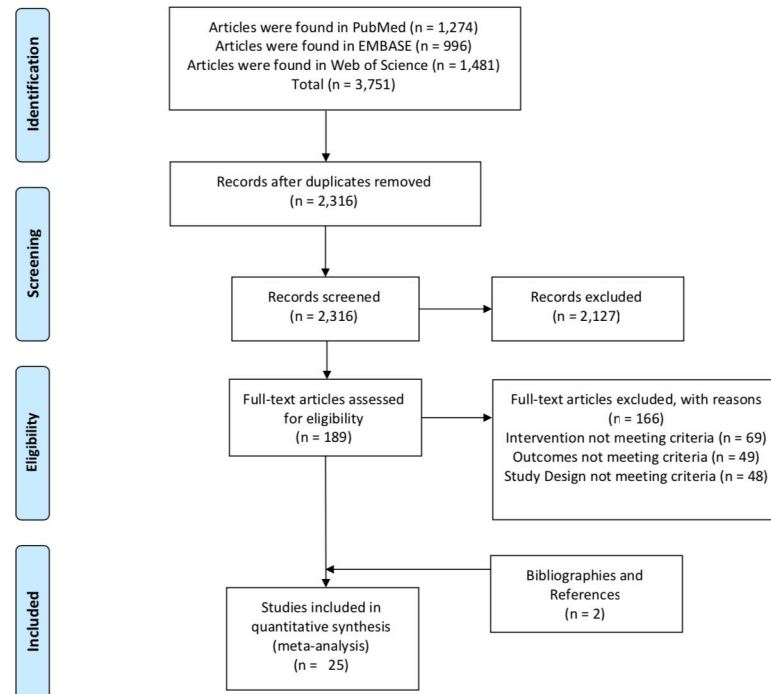 Identification
Articles were found in PubMed (n = 1,274)
Articles were found in EMBASE (n = 996)
Articles were found in Web of Science (n = 1,481)
Total (n = 3,751)
Records after duplicates removed
(n = 2,316)
Screening
Records screened
(n = 2,316)
Records excluded
(n = 2,127)
Eligibility
Full-text articles assessed
for eligibility
(n = 189)
Full-text articles excluded, with reasons
(n = 166)
Intervention not meeting criteria (n = 69)
Outcomes not meeting criteria (n = 49)
Study Design not meeting criteria (n = 48)
Included
Bibliographies and
References
(n = 2)
Studies included in
quantitative synthesis
(meta-analysis)
(n = 25)